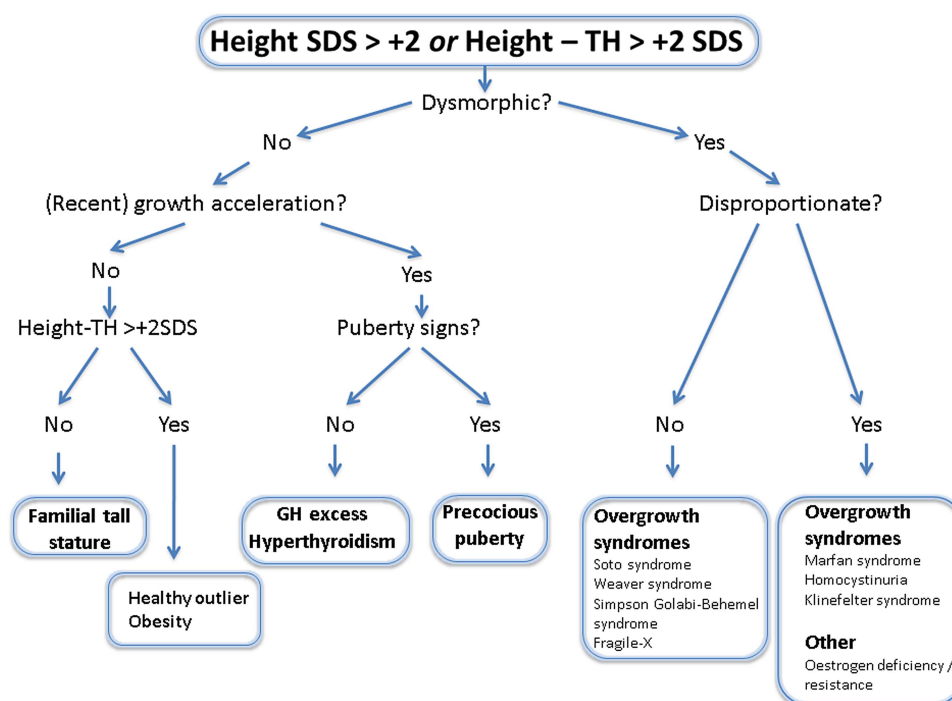 Height SDS > +2 or Height – TH > +2 SDS
Dysmorphic?
No
Yes
(Recent) growth acceleration?
Disproportionate?
No
Yes
Height-TH >+2SDS
Puberty signs?
No
Yes
No
Yes
No
Yes
Familial tall
stature
Healthy outlier
Obesity
GH excess
Hyperthyroidism
Precocious
puberty
Overgrowth
syndromes
Soto syndrome
Weaver syndrome
Simpson Golabi-Behemel
syndrome
Fragile-X
Overgrowth
syndromes
Marfan syndrome
Homocystinuria
Klinefelter syndrome
Other
Oestrogen deficiency /
resistance